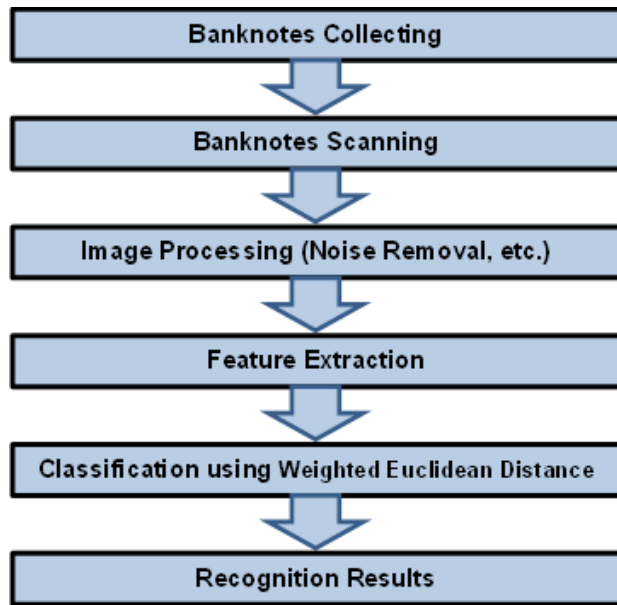 Banknotes Collecting
Banknotes Scanning
Image Processing (Noise Removal, etc.)
Feature Extraction
Classification using Weighted Euclidean Distance
Recognition Results